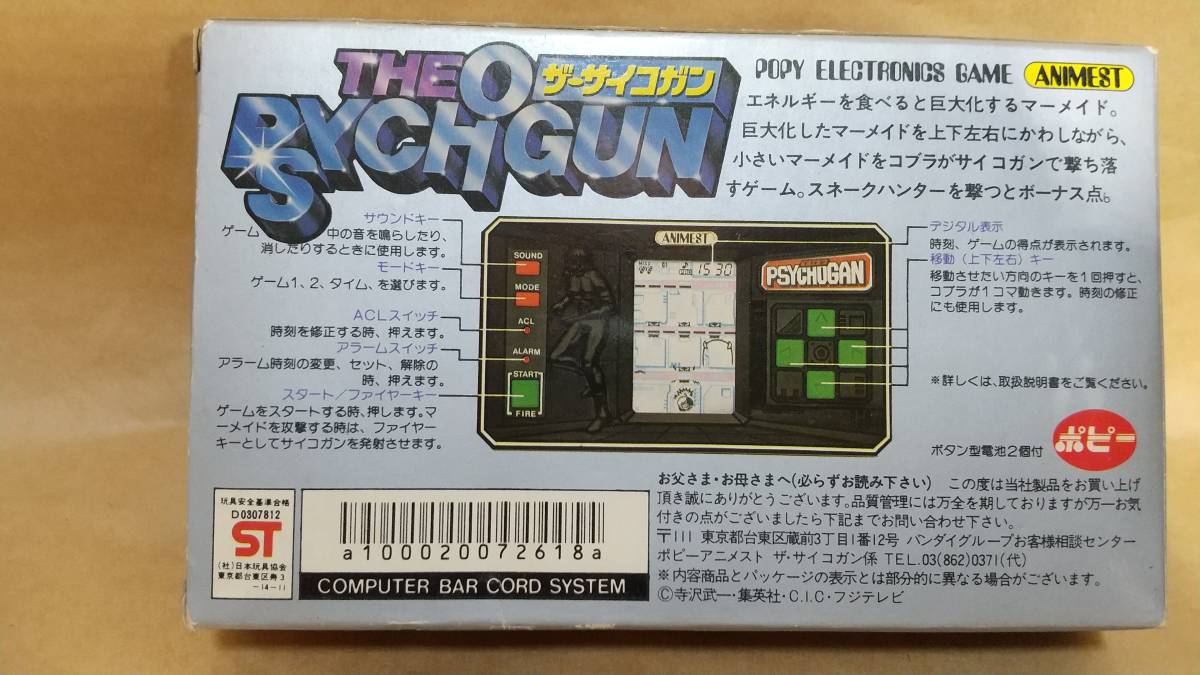 THE PSYCHOGUN
ザ・サイコガン
POPY ELECTRONICS GAME ANIMEST
エネルギーを食べると巨大化するマーメイド。
巨大化したマーメイドを上下左右にかわしながら、
小さいマーメイドをコブラがサイコガンで撃ち落
すゲーム。スネークハンターを撃つとボーナス点。
サウンドキー
ゲーム 中の音を鳴らしたり、
消したりするときに使用します。
モードキー
ゲーム1、2、タイム、を選びます。
ACLスイッチ
時刻を修正する時、押えます。
アラームスイッチ
アラーム時刻の変更、セット、解除の
時、押えます。
スタート/ファイヤーキー
ゲームをスタートする時、押します。マ
ーメイドを攻撃する時は、ファイヤー
キーとしてサイコガンを発射させます。
ANIMEST
SOUND
MODE
ACL
ALARM
START
FIRE
15 30
PSYCHOGAN
デジタル表示
時刻、ゲームの得点が表示されます。
移動(上下左右)キー
移動させたい方向のキーを1回押すと、
コブラが1コマ動きます。時刻の修正
にも使用します。
※詳しくは、取扱説明書をご覧ください。
ボタン型電池2個付
ポピー
玩具安全基準合格
D0307812
ST
(社)日本玩具協会
東京都台東区寿3
-14-11
a100020072618a
COMPUTER BAR CORD SYSTEM
お父さま・お母さまへ(必らずお読み下さい) この度は当社製品をお買い上げ
頂き誠にありがとうございます。品質管理には万全を期しておりますが万一お気
付きの点がございましたら下記までお問い合わせ下さい。
〒111 東京都台東区蔵前3丁目1番12号 バンダイグループお客様相談センター
ポピーアニメスト ザ・サイコガン係 TEL.03(862)0371(代)
※内容商品とパッケージの表示とは部分的に異なる場合がございます。
©寺沢武一・集英社・C.I.C・フジテレビ